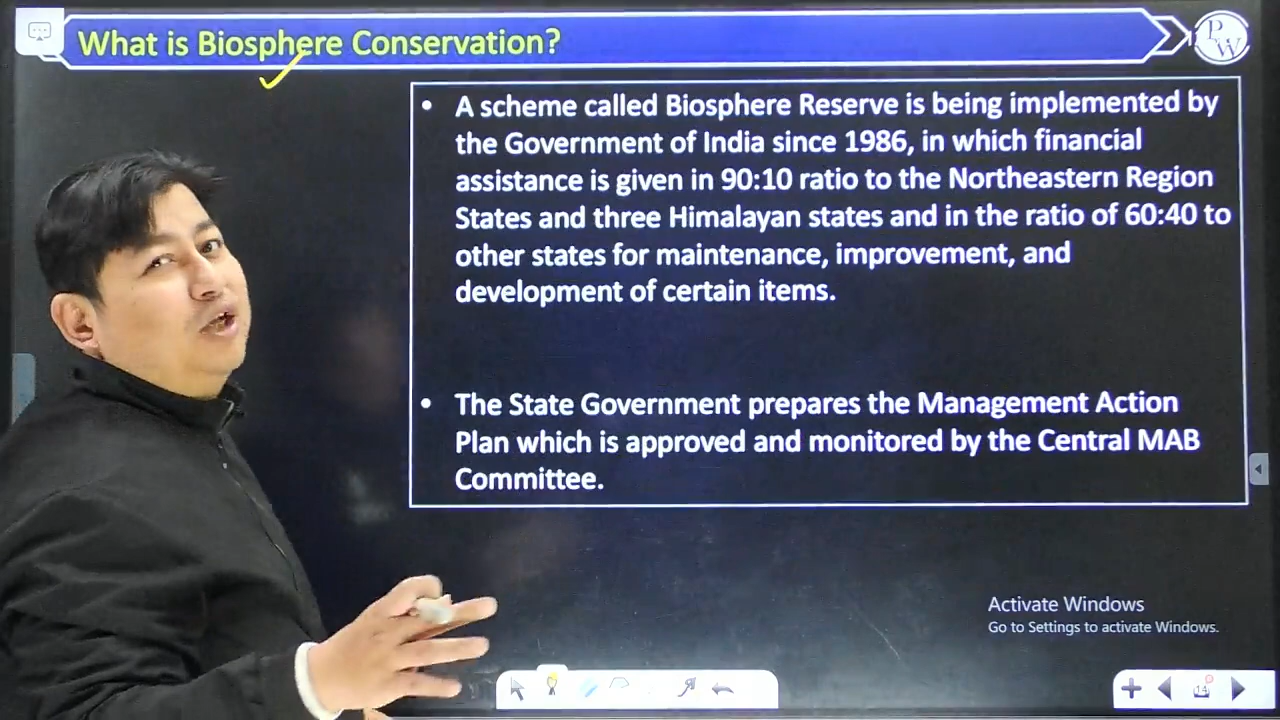 What is Biosphere Conservation?
PW
• A scheme called Biosphere Reserve is being implemented by
the Government of India since 1986, in which financial
assistance is given in 90:10 ratio to the Northeastern Region
States and three Himalayan states and in the ratio of 60:40 to
other states for maintenance, improvement, and
development of certain items.
• The State Government prepares the Management Action
Plan which is approved and monitored by the Central MAB
Committee.
Activate Windows
Go to Settings to activate Windows.
14